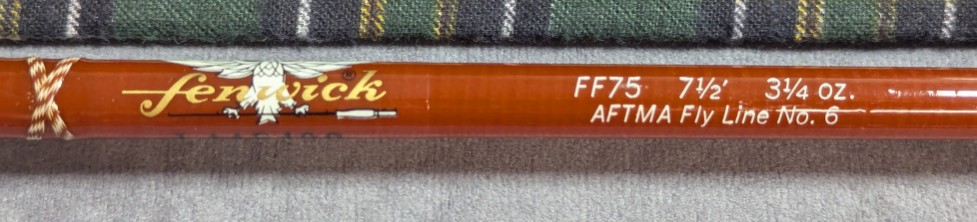 fenwick®
FF75 7½' 3¼ oz.
AFTMA Fly Line No. 6